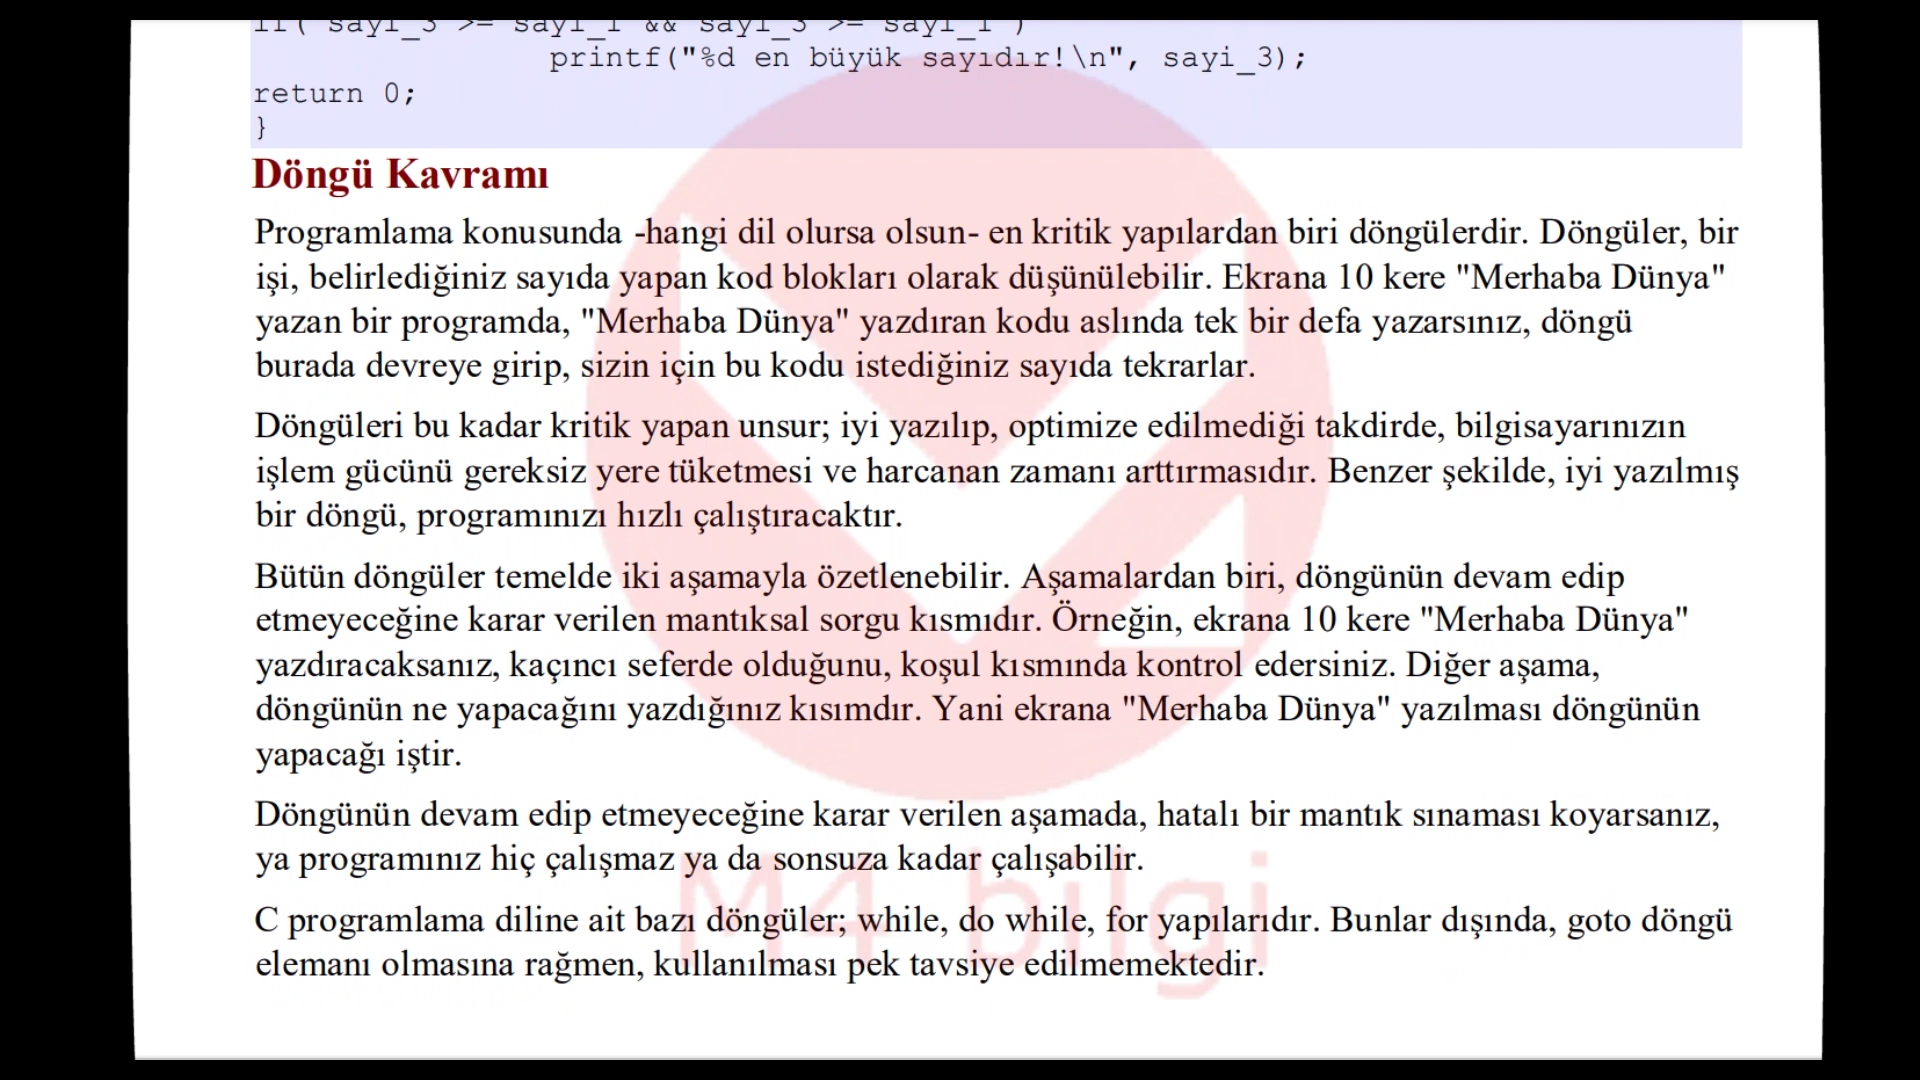 if( sayi_3 >= sayi_1 && sayi_3 >= sayi_1 )
printf("%d en büyük sayıdır!\n", sayi_3);
return 0;
}
Döngü Kavramı
Programlama konusunda -hangi dil olursa olsun- en kritik yapılardan biri döngülerdir. Döngüler, bir
işi, belirlediğiniz sayıda yapan kod blokları olarak düşünülebilir. Ekrana 10 kere "Merhaba Dünya"
yazan bir programda, "Merhaba Dünya" yazdıran kodu aslında tek bir defa yazarsınız, döngü
burada devreye girip, sizin için bu kodu istediğiniz sayıda tekrarlar.
Döngüleri bu kadar kritik yapan unsur; iyi yazılıp, optimize edilmediği takdirde, bilgisayarınızın
işlem gücünü gereksiz yere tüketmesi ve harcanan zamanı arttırmasıdır. Benzer şekilde, iyi yazılmış
bir döngü, programınızı hızlı çalıştıracaktır.
Bütün döngüler temelde iki aşamayla özetlenebilir. Aşamalardan biri, döngünün devam edip
etmeyeceğine karar verilen mantıksal sorgu kısmıdır. Örneğin, ekrana 10 kere "Merhaba Dünya"
yazdıracaksanız, kaçıncı seferde olduğunu, koşul kısmında kontrol edersiniz. Diğer aşama,
döngünün ne yapacağını yazdığınız kısımdır. Yani ekrana "Merhaba Dünya" yazılması döngünün
yapacağı iştir.
Döngünün devam edip etmeyeceğine karar verilen aşamada, hatalı bir mantık sınaması koyarsanız,
ya programınız hiç çalışmaz ya da sonsuza kadar çalışabilir.
C programlama diline ait bazı döngüler; while, do while, for yapılarıdır. Bunlar dışında, goto döngü
elemanı olmasına rağmen, kullanılması pek tavsiye edilmemektedir.
M4 bilgi